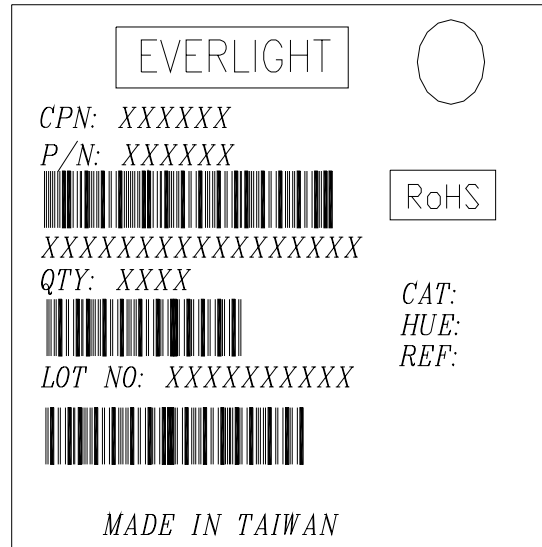 EVERLIGHT
CPN: XXXXXX
P/N: XXXXXX
RoHS
XXXXXXXXXXXXXXXXX
QTY: XXXX
CAT:
HUE:
REF:
LOT NO: XXXXXXXXXX
MADE IN TAIWAN